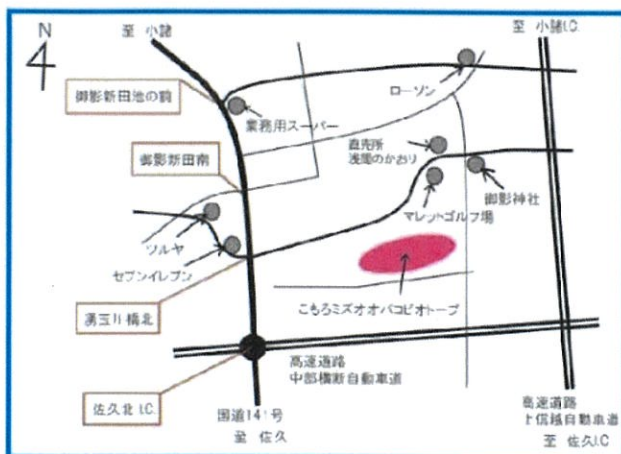 N
至 小諸
至 小諸I.C.
御影新田池の前
業務用スーパー
ローソン
直売所
浅間のかおり
御影新田南
御影神社
マレットゴルフ場
ツルヤ
セブンイレブン
湧玉川橋北
こもろミズオオバコビオトープ
高速道路
中部横断自動車道
佐久北 I.C.
国道141号
至 佐久
高速道路
上信越自動車道
至 佐久I.C